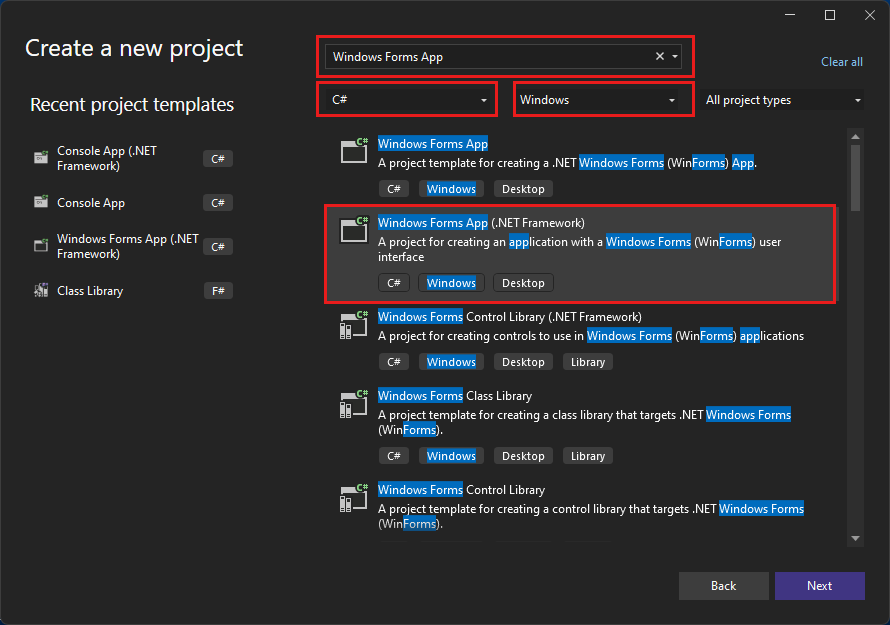 Create a new project
Windows Forms App
Clear all
C#
Windows
All project types
Recent project templates
Console App (.NET
Framework)
C#
Console App
C#
Windows Forms App (.NET
Framework)
C#
Class Library
F#
C#
Windows Forms App
A project template for creating a .NET Windows Forms (WinForms) App.
C#
Windows
Desktop
C#
Windows Forms App (.NET Framework)
A project for creating an application with a Windows Forms (WinForms) user
interface
C#
Windows
Desktop
C#
Windows Forms Control Library (.NET Framework)
A project for creating controls to use in Windows Forms (WinForms) applications
C#
Windows
Desktop
Library
C#
Windows Forms Class Library
A project template for creating a class library that targets .NET Windows Forms
(WinForms).
C#
Windows
Desktop
Library
C#
Windows Forms Control Library
A project template for creating a control library that targets .NET Windows Forms
(WinForms).
Back
Next